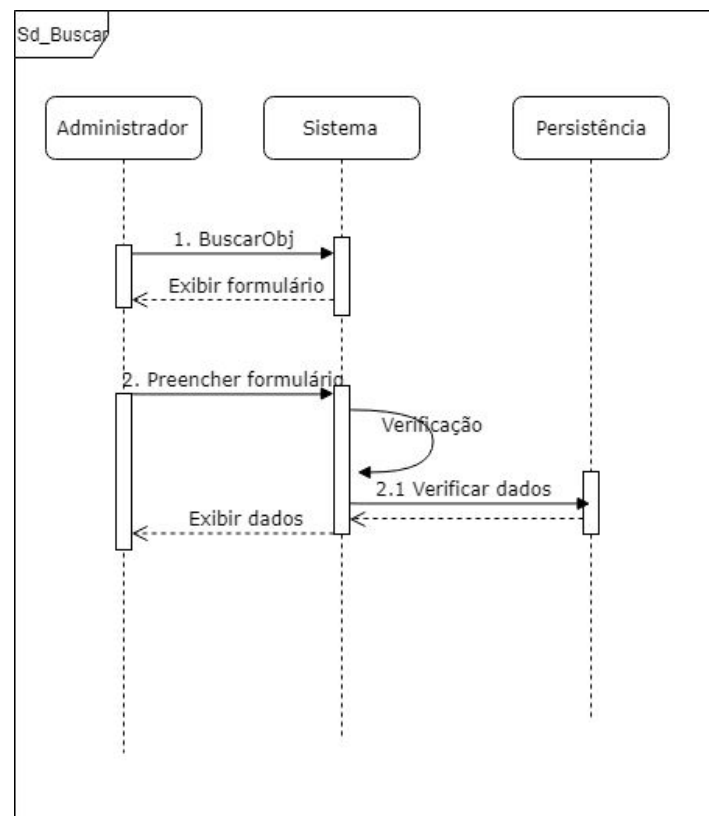 Sd_Buscar
Administrador
Sistema
Persistência
1. BuscarObj
Exibir formulário
2. Preencher formulário
Verificação
2.1 Verificar dados
Exibir dados